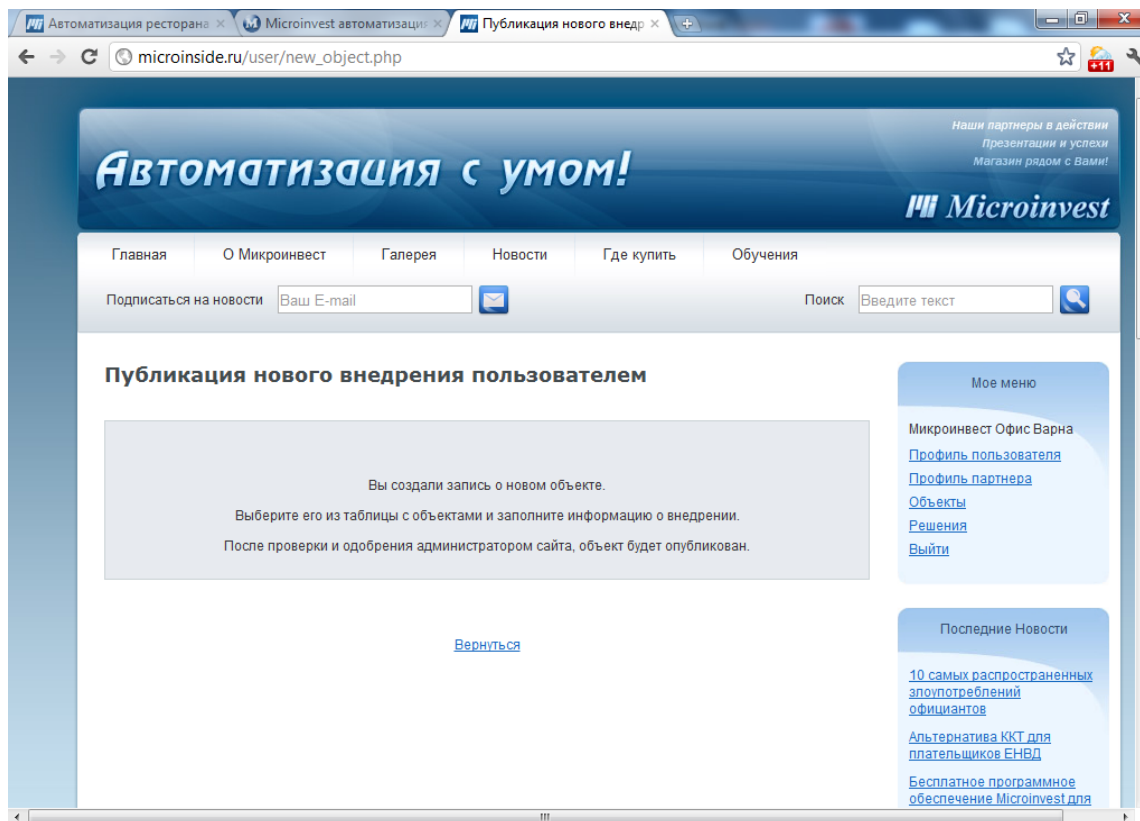 Автоматизация ресторана
Microinvest автоматизация
Публикация нового внедр
microinside.ru/user/new_object.php
+11
Наши партнеры в действии
Презентации и успехи
Магазин рядом с Вами!
Автоматизация с умом!
Microinvest
Главная О Микроинвест Галерея Новости Где купить Обучения
Подписаться на новости Ваш E-mail Поиск Введите текст
Публикация нового внедрения пользователем
Вы создали запись о новом объекте.
Выберите его из таблицы с объектами и заполните информацию о внедрении.
После проверки и одобрения администратором сайта, объект будет опубликован.
Вернуться
Мое меню
Микроинвест Офис Варна
Профиль пользователя
Профиль партнера
Объекты
Решения
Выйти
Последние Новости
10 самых распространенных
злоупотреблений
официантов
Альтернатива ККТ для
плательщиков ЕНВД
Бесплатное программное
обеспечение Microinvest для